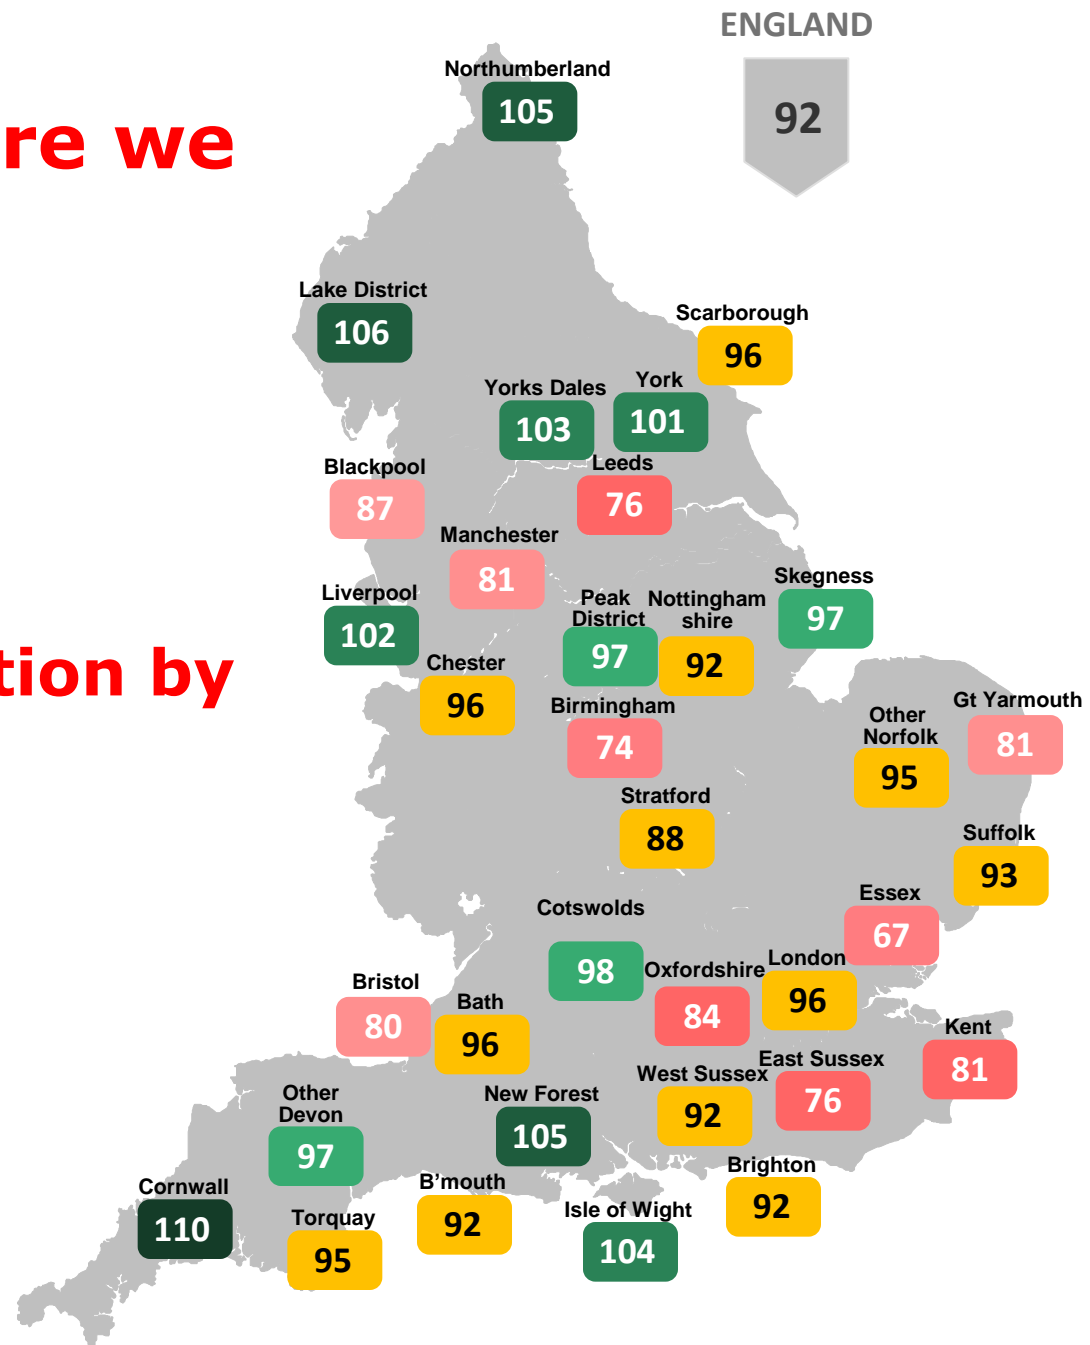 ENGLAND
92
Northumberland
105
re we
Lake District
106
Scarborough
96
Yorks Dales
103
York
101
Blackpool
87
Leeds
76
Manchester
81
Liverpool
102
Peak
District
97
Nottingham
shire
92
Skegness
97
tion by
Chester
96
Birmingham
74
Other
Norfolk
95
Gt Yarmouth
81
Stratford
88
Suffolk
93
Cotswolds
98
Essex
67
Oxfordshire
84
London
96
Bristol
80
Bath
96
Kent
81
West Sussex
92
East Sussex
76
Other
Devon
97
New Forest
105
Cornwall
110
Torquay
95
B'mouth
92
Isle of Wight
104
Brighton
92